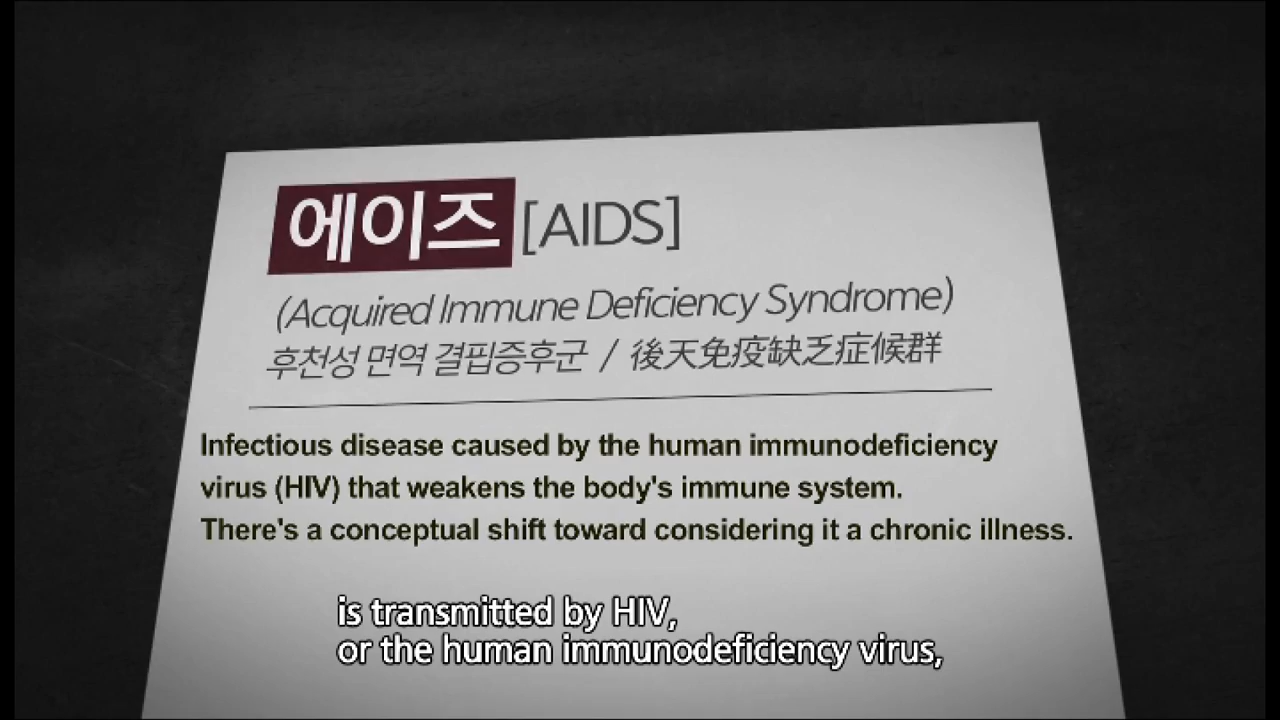 에이즈 [AIDS]
(Acquired Immune Deficiency Syndrome)
후천성 면역 결핍증후군 / 後天免疫缺乏症候群
Infectious disease caused by the human immunodeficiency
virus (HIV) that weakens the body's immune system.
There's a conceptual shift toward considering it a chronic illness.
is transmitted by HIV,
or the human immunodeficiency virus,